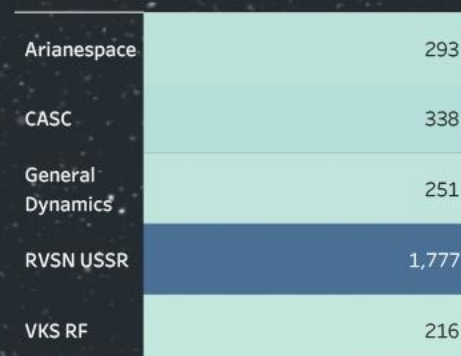 Arianespace 293
CASC 338
General
Dynamics 251
RVSN USSR 1,777
VKS RF 216